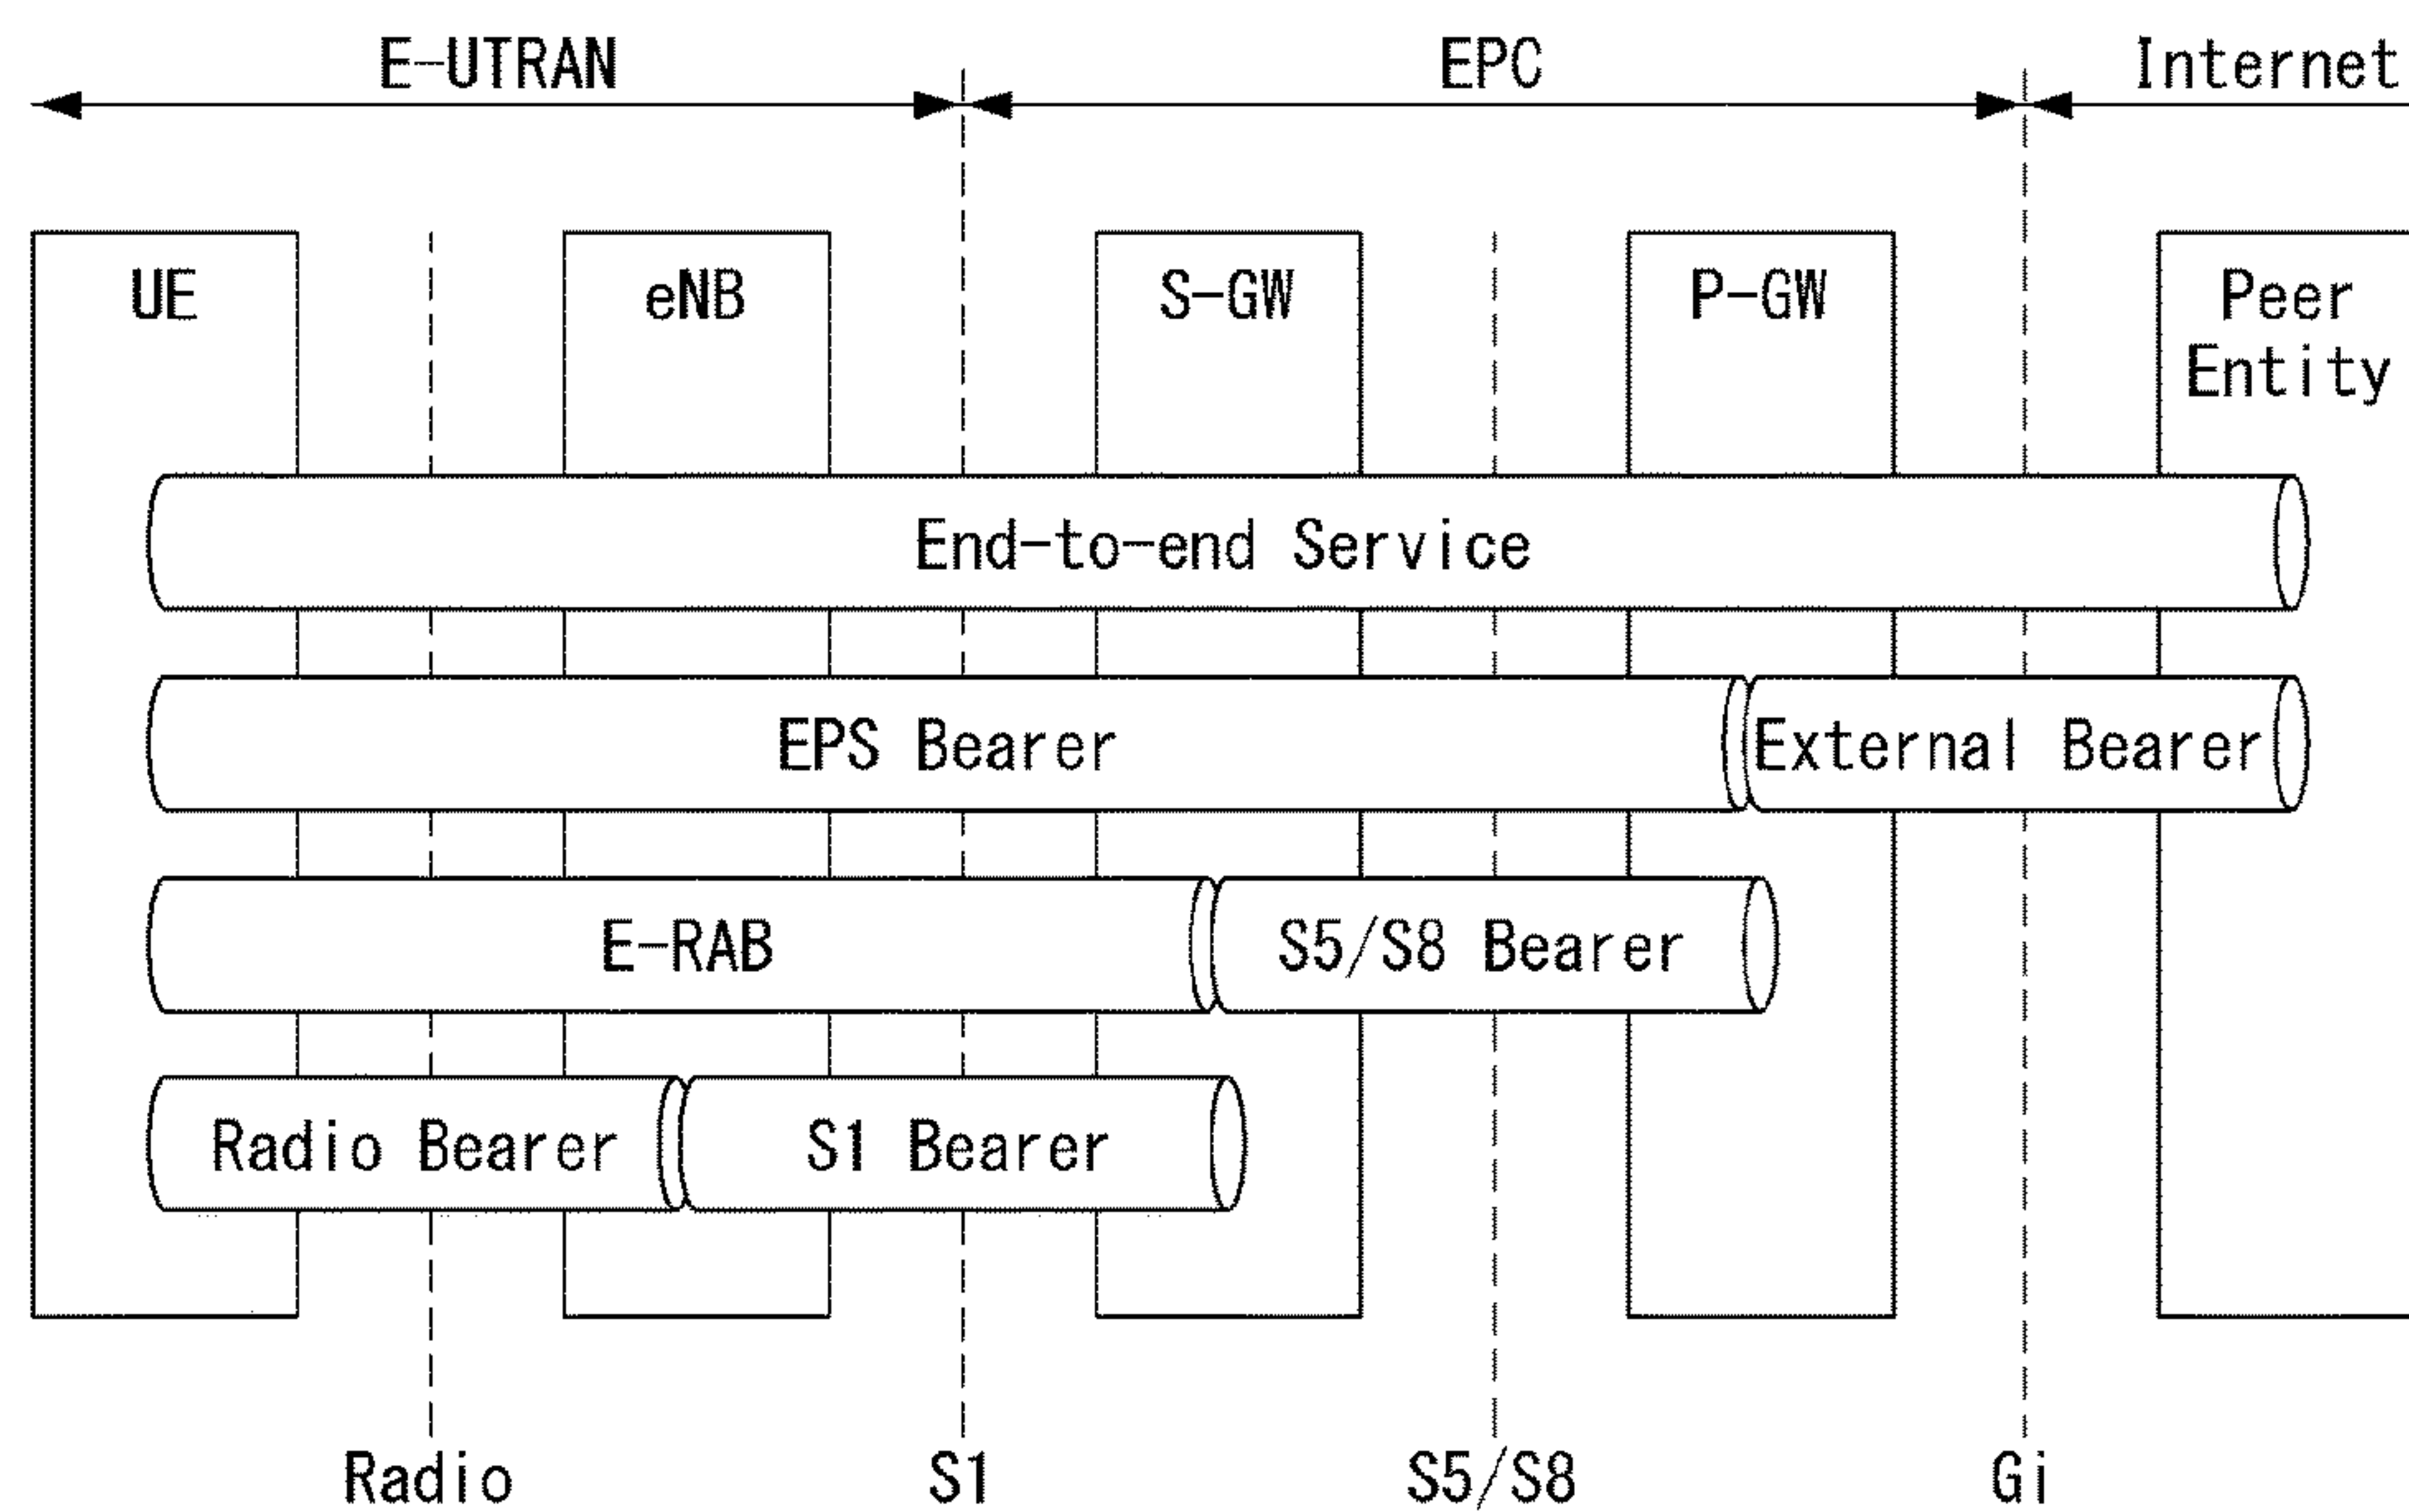 E-UTRAN
EPC
Internet
UE
eNB
S-GW
P-GW
Peer
Entity
End-to-end Service
EPS Bearer
External Bearer
E-RAB
S5/S8 Bearer
Radio Bearer
S1 Bearer
Radio
S1
S5/S8
Gi